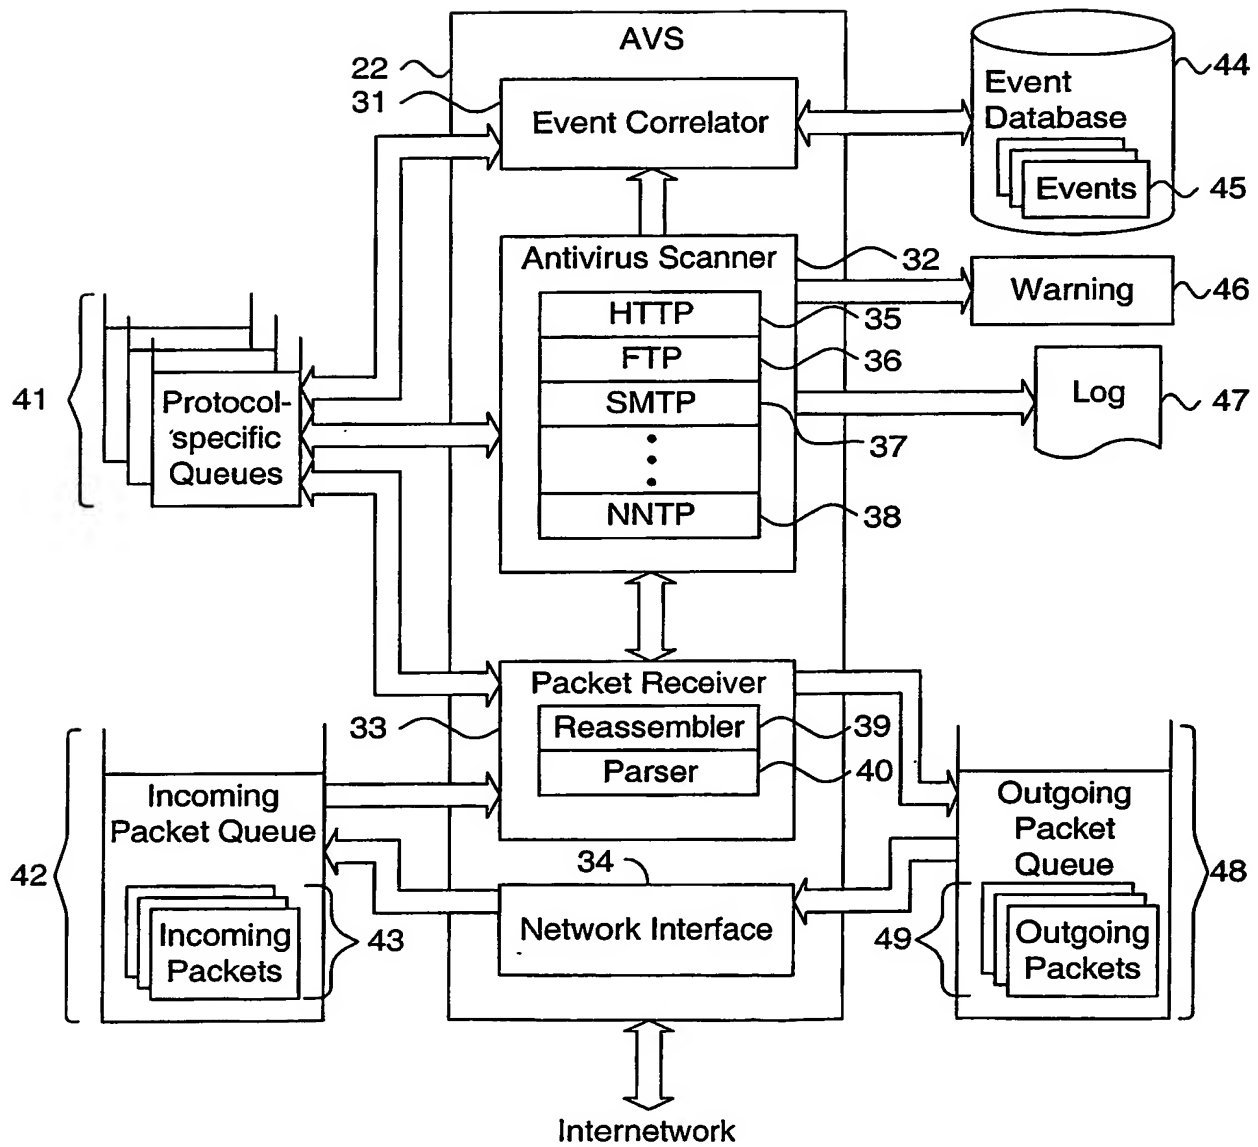 AVS
22
31
Event Correlator
Event
Database
Events
44
45
Antivirus Scanner
32
HTTP
35
FTP
36
SMTP
37
NNTP
38
Warning
46
Log
47
41
Protocol-
specific
Queues
Packet Receiver
33
Reassembler
39
Parser
40
42
Incoming
Packet Queue
Incoming
Packets
43
34
Network Interface
Outgoing
Packet
Queue
48
49
Outgoing
Packets
Internetwork